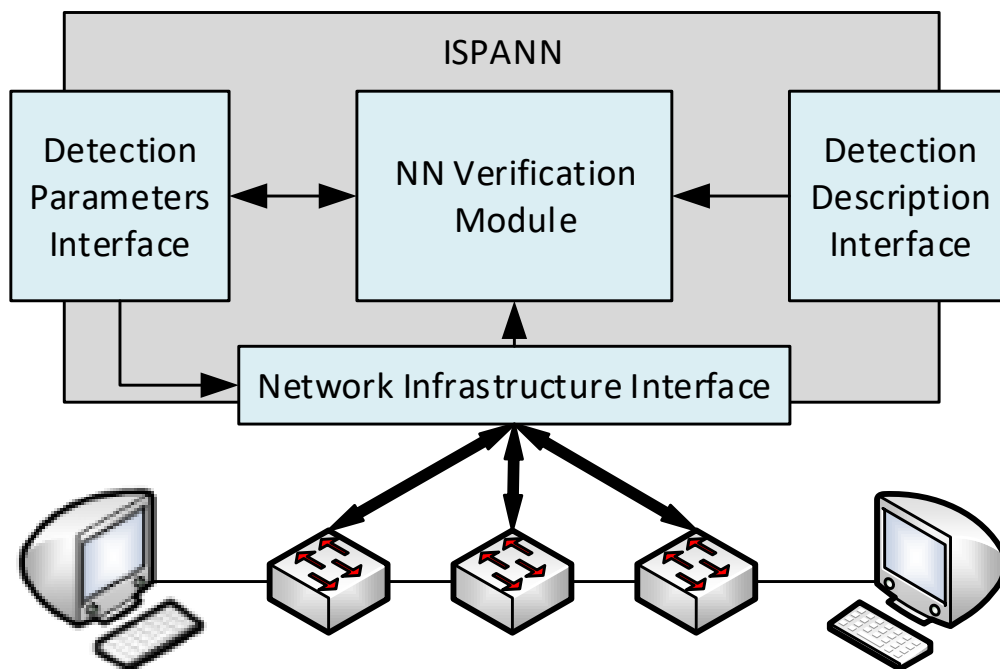 ISPANN
Detection
Parameters
Interface
NN Verification
Module
Detection
Description
Interface
Network Infrastructure Interface